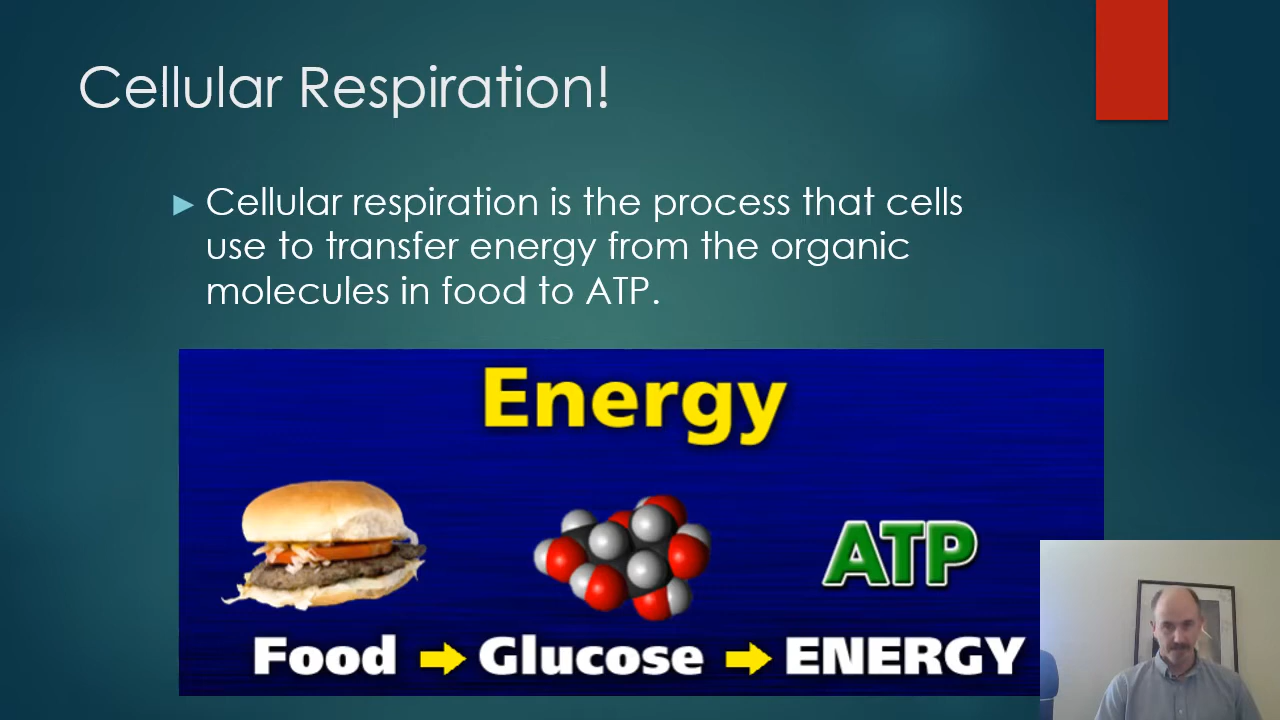 Cellular Respiration!
Cellular respiration is the process that cells
use to transfer energy from the organic
molecules in food to ATP.
Energy
ATP
Food Glucose ENERGY